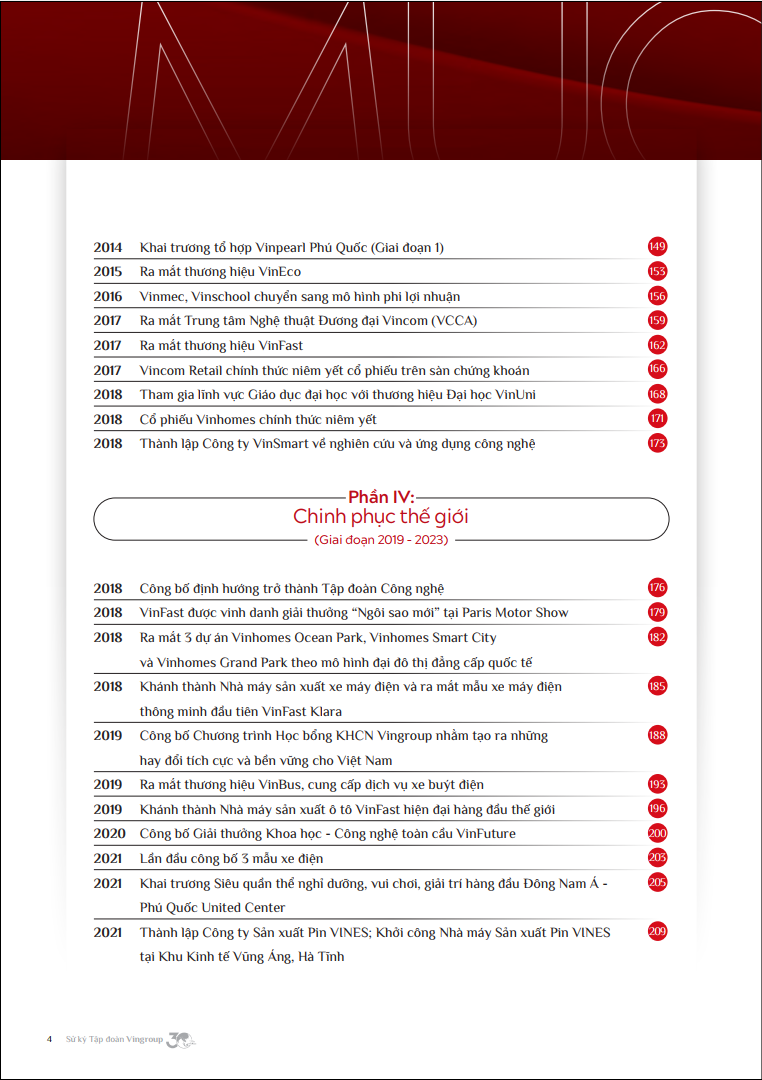 MỤC
2014 Khai trương tổ hợp Vinpearl Phú Quốc (Giai đoạn 1) 149
2015 Ra mắt thương hiệu VinEco 153
2016 Vinmec, Vinschool chuyển sang mô hình phi lợi nhuận 156
2017 Ra mắt Trung tâm Nghệ thuật Đương đại Vincom (VCCA) 159
2017 Ra mắt thương hiệu VinFast 162
2017 Vincom Retail chính thức niêm yết cổ phiếu trên sàn chứng khoán 166
2018 Tham gia lĩnh vực Giáo dục đại học với thương hiệu Đại học VinUni 168
2018 Cổ phiếu Vinhomes chính thức niêm yết 171
2018 Thành lập Công ty VinSmart về nghiên cứu và ứng dụng công nghệ 173
Phần IV:
Chinh phục thế giới
(Giai đoạn 2019 - 2023)
2018 Công bố định hướng trở thành Tập đoàn Công nghệ 176
2018 VinFast được vinh danh giải thưởng “Ngôi sao mới” tại Paris Motor Show 179
2018 Ra mắt 3 dự án Vinhomes Ocean Park, Vinhomes Smart City 182
và Vinhomes Grand Park theo mô hình đại đô thị đẳng cấp quốc tế
2018 Khánh thành Nhà máy sản xuất xe máy điện và ra mắt mẫu xe máy điện 185
thông minh đầu tiên VinFast Klara
2019 Công bố Chương trình Học bổng KHCN Vingroup nhằm tạo ra những 188
hay đổi tích cực và bền vững cho Việt Nam
2019 Ra mắt thương hiệu VinBus, cung cấp dịch vụ xe buýt điện 193
2019 Khánh thành Nhà máy sản xuất ô tô VinFast hiện đại hàng đầu thế giới 196
2020 Công bố Giải thưởng Khoa học - Công nghệ toàn cầu VinFuture 200
2021 Lần đầu công bố 3 mẫu xe điện 203
2021 Khai trương Siêu quần thể nghỉ dưỡng, vui chơi, giải trí hàng đầu Đông Nam Á - 205
Phú Quốc United Center
2021 Thành lập Công ty Sản xuất Pin VINES; Khởi công Nhà máy Sản xuất Pin VINES 209
tại Khu Kinh tế Vũng Áng, Hà Tĩnh
4 Sử ký Tập đoàn Vingroup 30